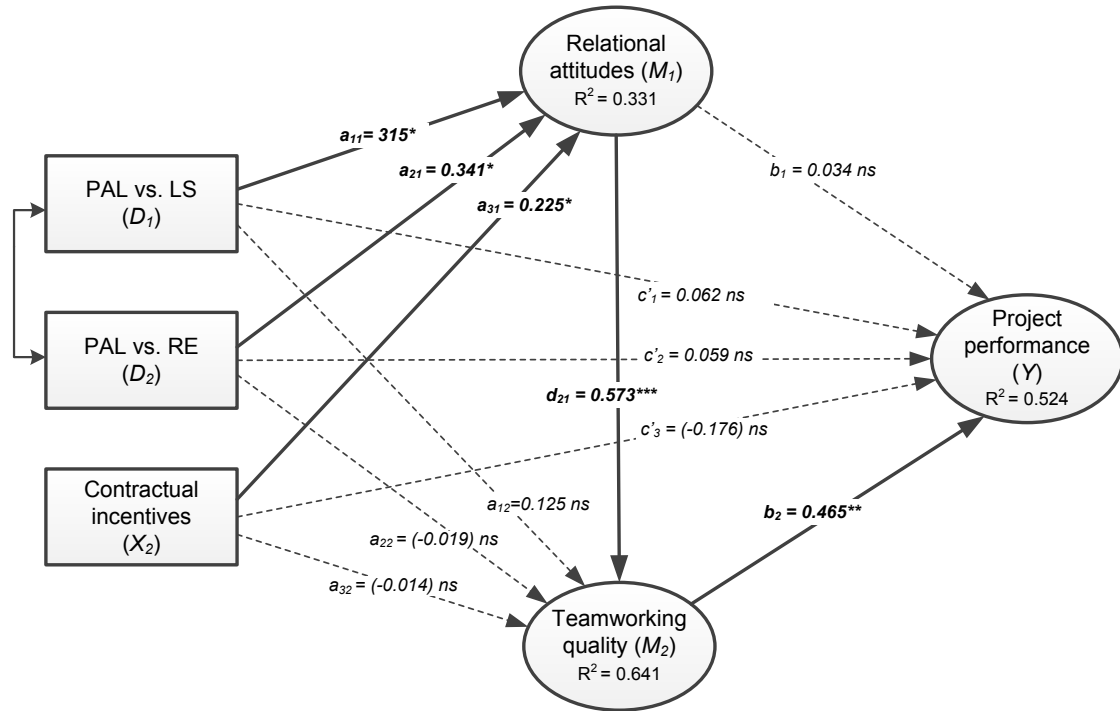 Relational
attitudes (M₁)
R² = 0.331
a₁₁= 315*
a₂₁= 0.341*
PAL vs. LS
(D₁)
b₁ = 0.034 ns
a₃₁ = 0.225*
c'₁ = 0.062 ns
Project
performance
(Y)
R² = 0.524
PAL vs. RE
(D₂)
c'₂ = 0.059 ns
d₂₁ = 0.573***
c'₃ = (-0.176) ns
Contractual
incentives
(X₂)
a₁₂=0.125 ns
b₂ = 0.465**
a₂₂ = (-0.019) ns
a₃₂ = (-0.014) ns
Teamworking
quality (M₂)
R² = 0.641